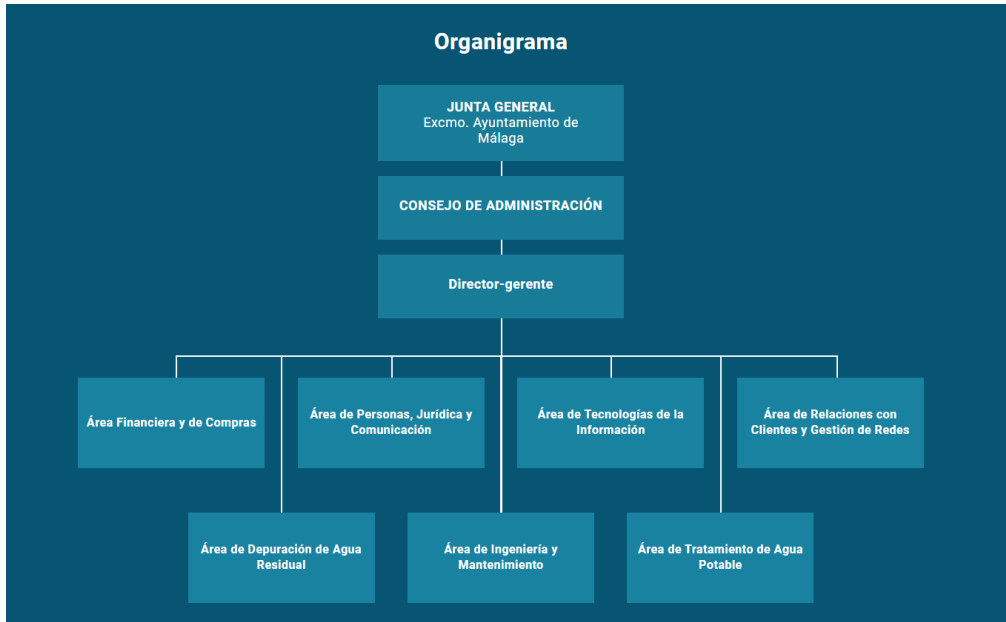 Organigrama
JUNTA GENERAL
Excmo. Ayuntamiento de
Málaga
CONSEJO DE ADMINISTRACIÓN
Director-gerente
Área Financiera y de Compras
Área de Personas, Jurídica y
Comunicación
Área de Tecnologías de la
Información
Área de Relaciones con
Clientes y Gestión de Redes
Área de Depuración de Agua
Residual
Área de Ingeniería y
Mantenimiento
Área de Tratamiento de Agua
Potable